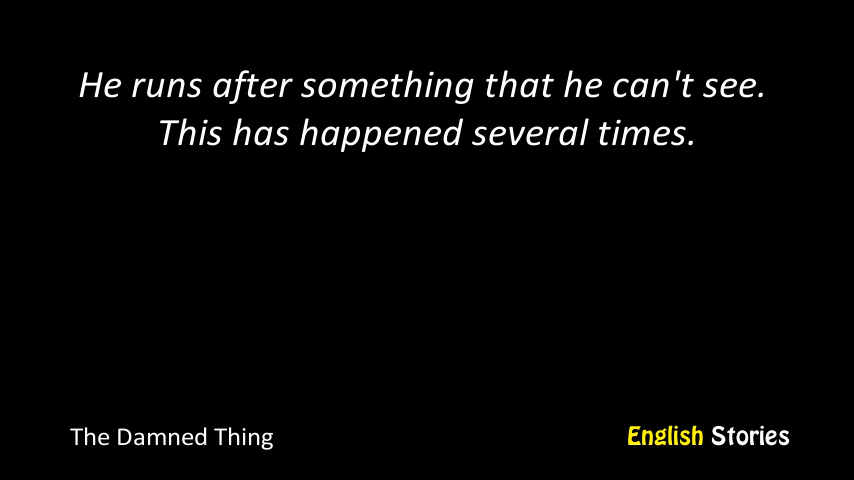 He runs after something that he can't see.
This has happened several times.
The Damned Thing
English Stories